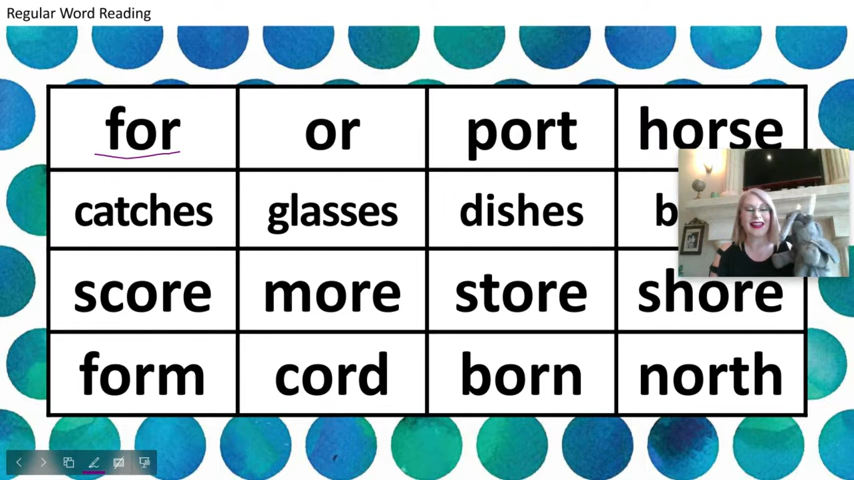 Regular Word Reading
for or port horse
catches glasses dishes
score more store shore
form cord born north